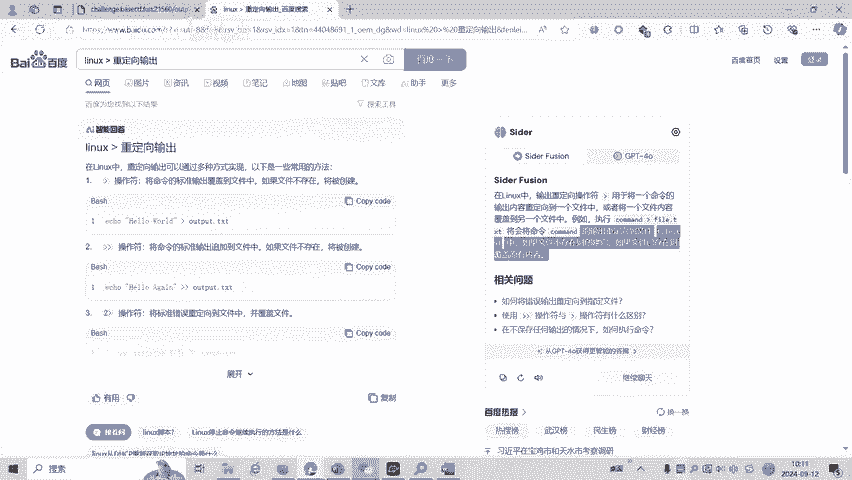 linux > 重定向输出_百度搜索
Bai百度
linux > 重定向输出
百度一下
百度首页
设置
网页
图片
资讯
视频
笔记
地图
贴吧
文库
助手
更多
百度为您找到以下结果
搜索工具
智能回答
linux > 重定向输出
在Linux中，重定向输出可以通过多种方式实现，以下是一些常用的方法：
1. > 操作符：将命令的标准输出覆盖到文件中，如果文件不存在，将被创建。
Bash
Copy code
1 echo "Hello World" > output.txt
2. >> 操作符：将命令的标准输出追加到文件中，如果文件不存在，将被创建。
Bash
Copy code
1 echo "Hello Again" >> output.txt
3. 2> 操作符：将标准错误重定向到文件中，并覆盖文件。
Bash
Copy code
展开
有用
复制
linux脚本?
Linux停止命令继续执行的方法是什么
Sider
Sider Fusion
GPT-4o
Sider Fusion
在Linux中，输出重定向操作符 > 用于将一个命令的
输出内容重定向到一个文件中，或者将一个文件内容
覆盖到另一个文件中。例如，执行 command > file.t
xt 将会将命令 command
相关问题
如何将错误输出重定向到指定文件？
使用 >> 操作符与 > 操作符有什么区别？
在不保存任何输出的情况下，如何执行命令？
从GPT-4o获得更智能的答案
继续聊天
百度热搜
换一换
热搜榜
武汉榜
民生榜
财经榜
习近平在宝鸡市和天水市考察调研
搜索
10:11
2024-09-12